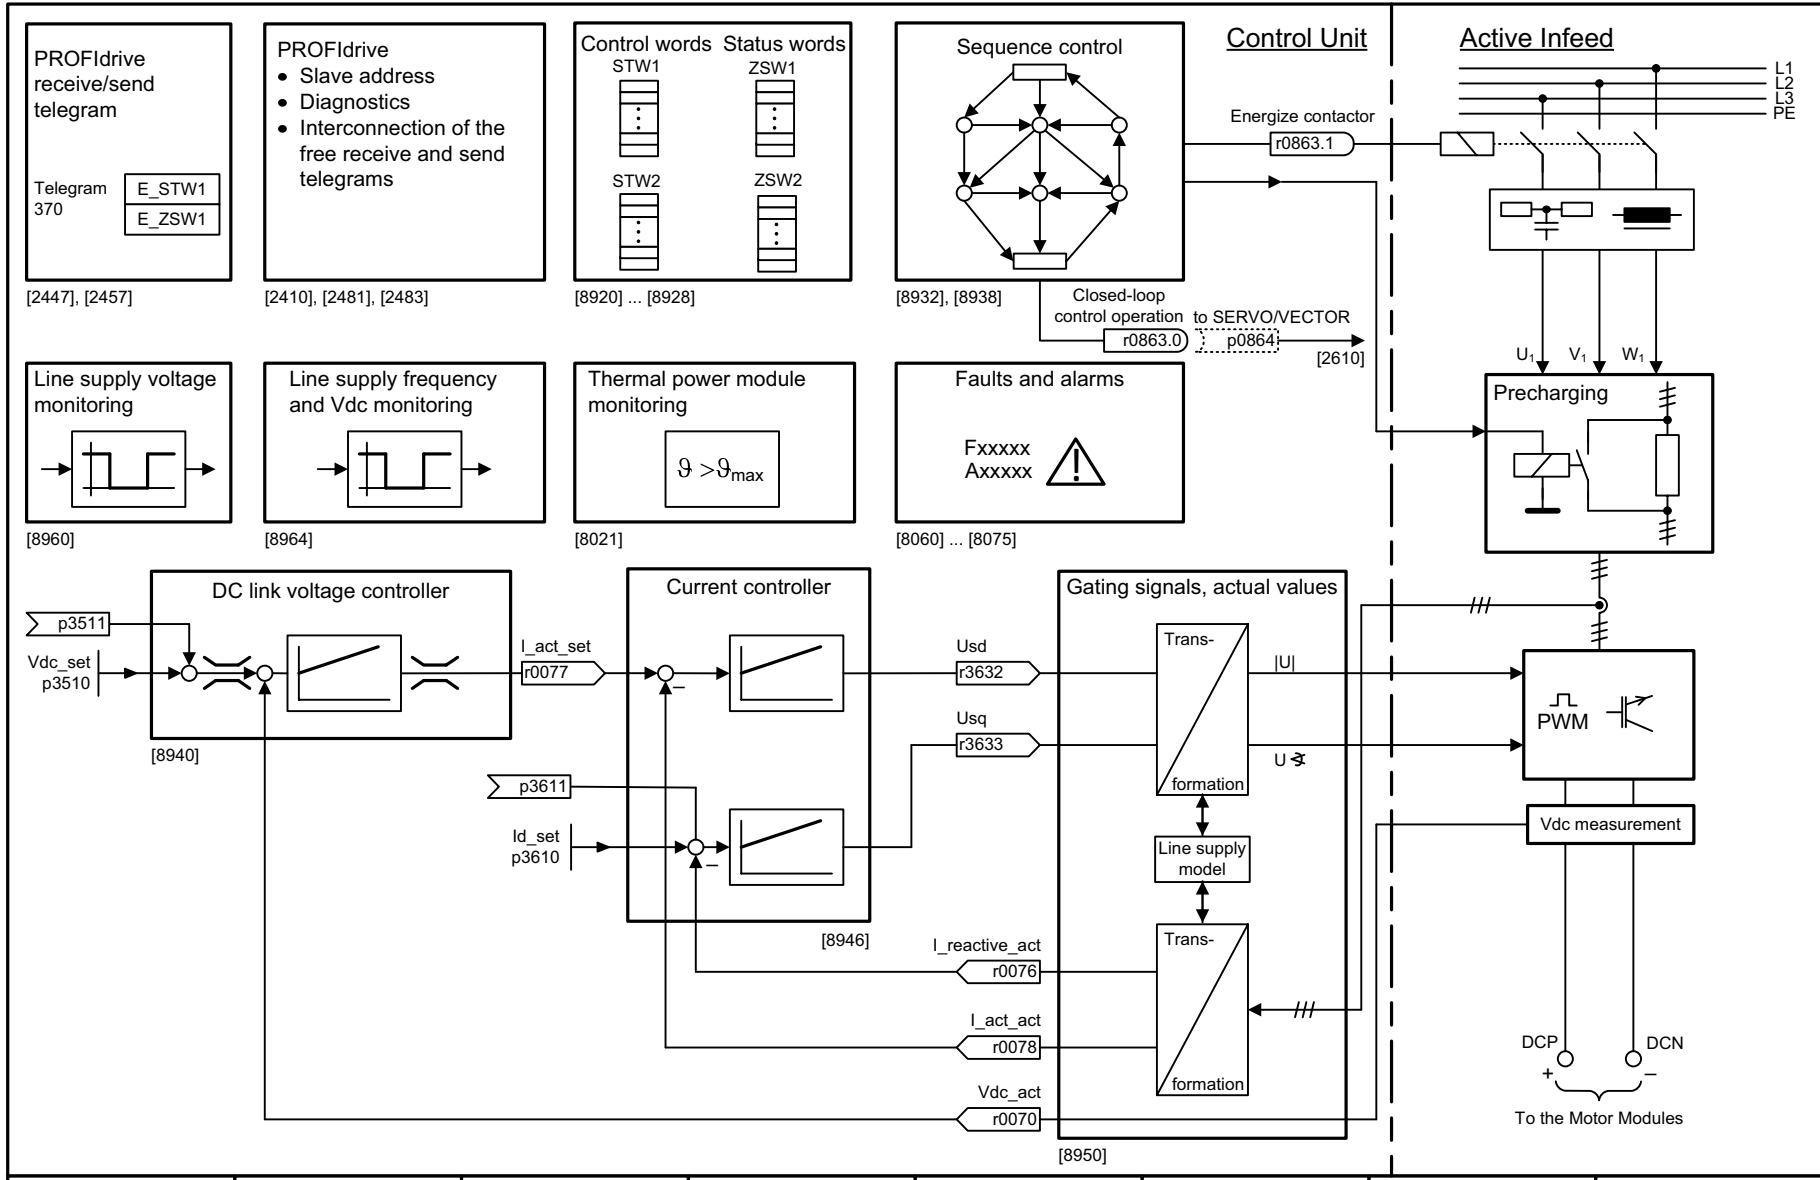 PROFIdrive
receive/send
telegram
Telegram
370
E_STW1
E_ZSW1
[2447], [2457]
PROFIdrive
• Slave address
• Diagnostics
• Interconnection of the
free receive and send
telegrams
[2410], [2481], [2483]
Control words Status words
STW1 ZSW1
STW2 ZSW2
[8920] ... [8928]
Sequence control
[8932], [8938]
Control Unit
Active Infeed
L1
L2
L3
PE
Energize contactor
r0863.1
Closed-loop
control operation to SERVO/VECTOR
r0863.0 p0864
[2610]
U1 V1 W1
Precharging
Line supply voltage
monitoring
[8960]
Line supply frequency
and Vdc monitoring
[8964]
Thermal power module
monitoring
ϑ >ϑmax
[8021]
Faults and alarms
Fxxxxx
Axxxxx
!
[8060] ... [8075]
DC link voltage controller
p3511
Vdc_set
p3510
[8940]
I_act_set
r0077
Current controller
p3611
Id_set
p3610
–
–
[8946]
Usd
r3632
Usq
r3633
Gating signals, actual values
Trans-
formation
|U|
U ∢
Line supply
model
Trans-
formation
I_reactive_act
r0076
I_act_act
r0078
Vdc_act
r0070
[8950]
PWM
Vdc measurement
DCP DCN
+ –
To the Motor Modules